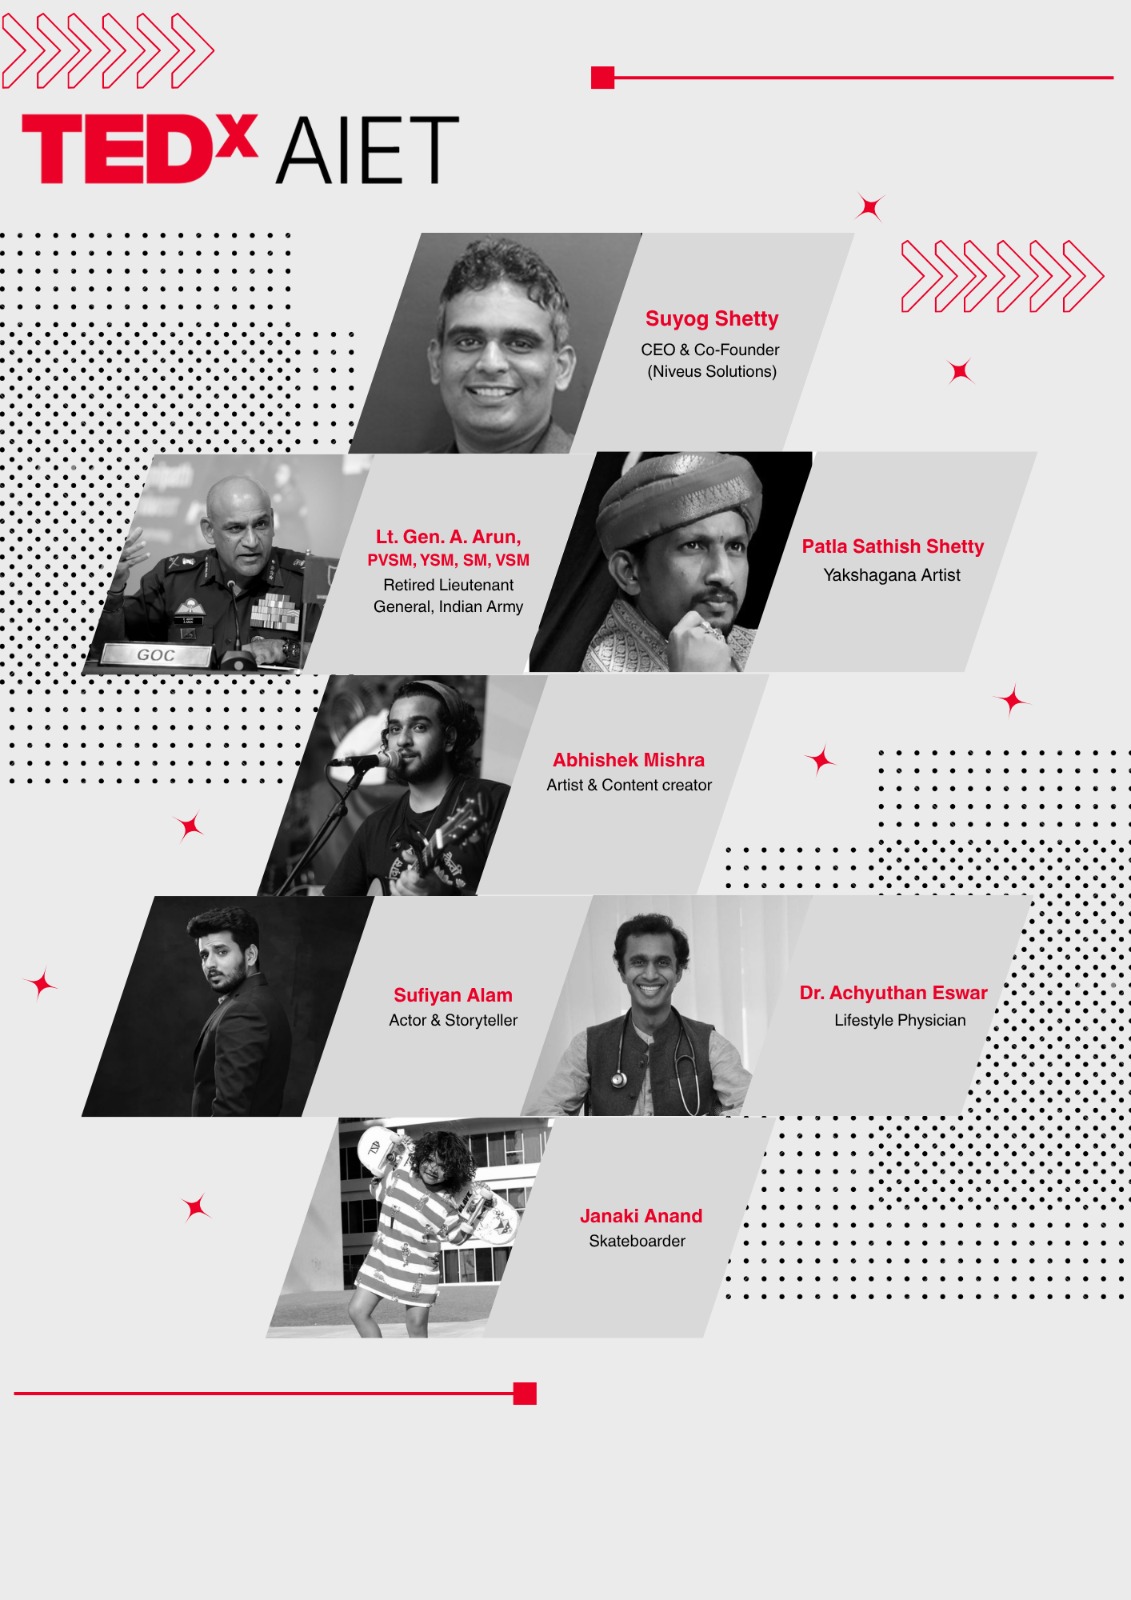 TEDx AIET
Suyog Shetty
CEO & Co-Founder
(Niveus Solutions)
Lt. Gen. A. Arun,
PVSM, YSM, SM, VSM
Retired Lieutenant
General, Indian Army
GOC
Patla Sathish Shetty
Yakshagana Artist
Abhishek Mishra
Artist & Content creator
Sufiyan Alam
Actor & Storyteller
Dr. Achyuthan Eswar
Lifestyle Physician
Janaki Anand
Skateboarder